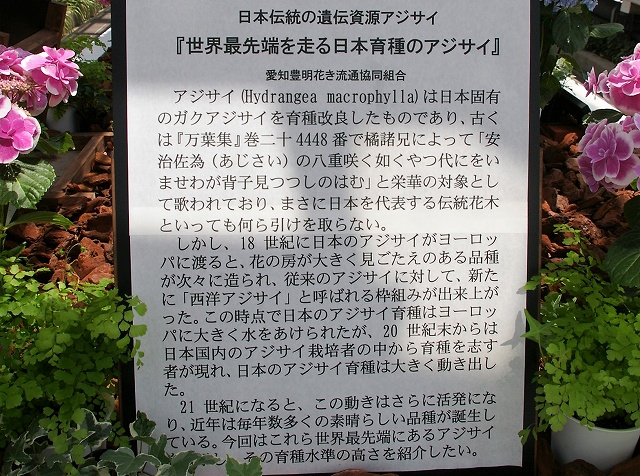 日本伝統の遺伝資源アジサイ
『世界最先端を走る日本育種のアジサイ』
愛知豊明花き流通協同組合
アジサイ(Hydrangea macrophylla)は日本固有
のガクアジサイを育種改良したものであり、古く
は『万葉集』巻二十 4448 番で橘諸兄によって「安
治佐為（あじさい）の八重咲く如くやつ代にをい
ませわが背子見つつしのはむ」と栄華の対象とし
て歌われており、まさに日本を代表する伝統花木
といっても何ら引けを取らない。
しかし、18 世紀に日本のアジサイがヨーロッ
パに渡ると、花の房が大きく見ごたえのある品種
が次々に造られ、従来のアジサイに対して、新た
に「西洋アジサイ」と呼ばれる枠組みが出来上が
った。この時点で日本のアジサイ育種はヨーロッ
パに大きく水をあけられたが、20 世紀末からは
日本国内のアジサイ栽培者の中から育種を志す
者が現れ、日本のアジサイ育種は大きく動き出し
た。
21 世紀になると、この動きはさらに活発にな
り、近年は毎年数多くの素晴らしい品種が誕生し
ている。今回はこれら世界最先端にあるアジサイ
その育種水準の高さを紹介したい。